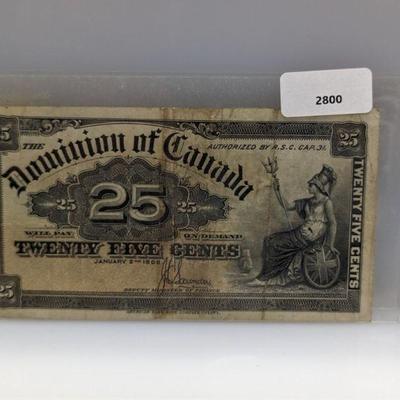 2800
25
25
THE
AUTHORIZED BY R.S.C. CAP. 31.
Dominion of Canada
25 25 25
WILL PAY
ON DEMAND
TWENTY FIVE CENTS
JANUARY 2ND 1900
TWENTY FIVE CENTS
25
DEPUTY MINISTER OF FINANCE